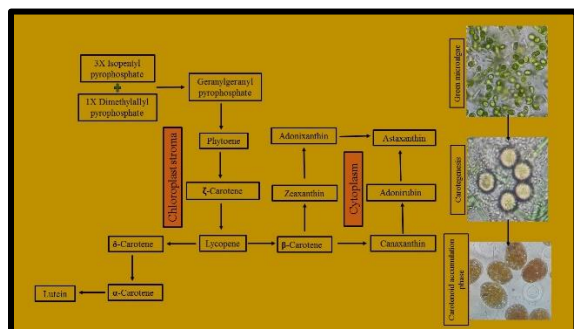 3X Isopentyl
pyrophosphate
+
1X Dimethylallyl
pyrophosphate
Geranylgeranyl
pyrophosphate
Phytoene
ζ-Carotene
Lycopene
δ-Carotene
α-Carotene
Lutein
β-Carotene
Zeaxanthin
Adonixanthin
Astaxanthin
Adonirubin
Canaxanthin
Chloroplast stroma
Cytoplasm
Green microalgae
Carotegenesis
Carotenoid accumulation
phase